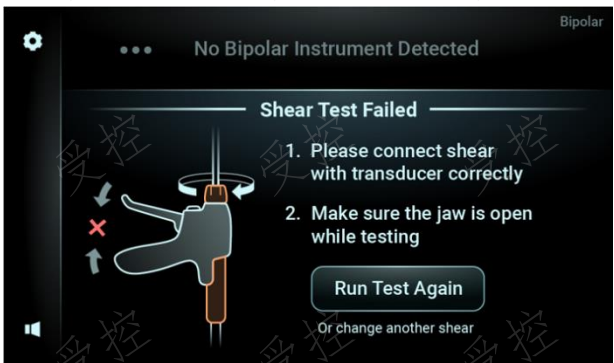 Bipolar
No Bipolar Instrument Detected
Shear Test Failed
1. Please connect shear
with transducer correctly
2. Make sure the jaw is open
while testing
Run Test Again
Or change another shear
受控
受控
受控
受控
受控
受控